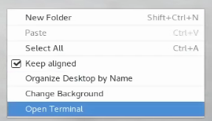 New Folder Shift+Ctrl+N
Paste Ctrl+V
Select All Ctrl+A
Keep aligned
Organize Desktop by Name
Change Background
Open Terminal